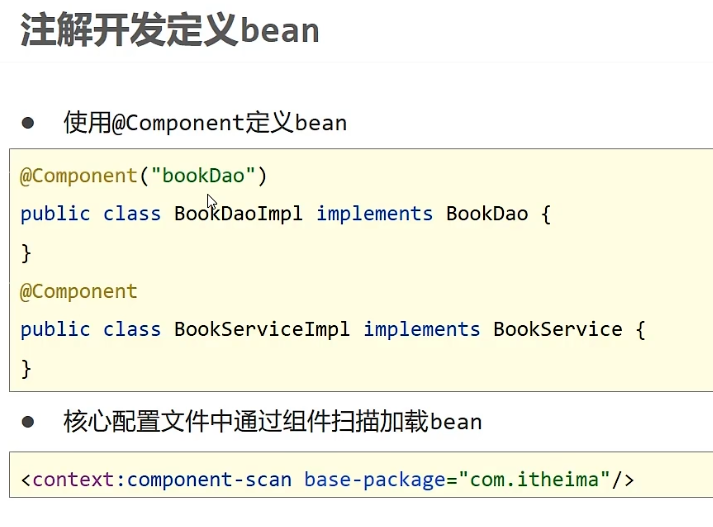 注解开发定义bean
● 使用@Component定义bean
@Component("bookDao")
public class BookDaoImpl implements BookDao {
}
@Component
public class BookServiceImpl implements BookService {
}
● 核心配置文件中通过组件扫描加载bean
<context:component-scan base-package="com.itheima"/>